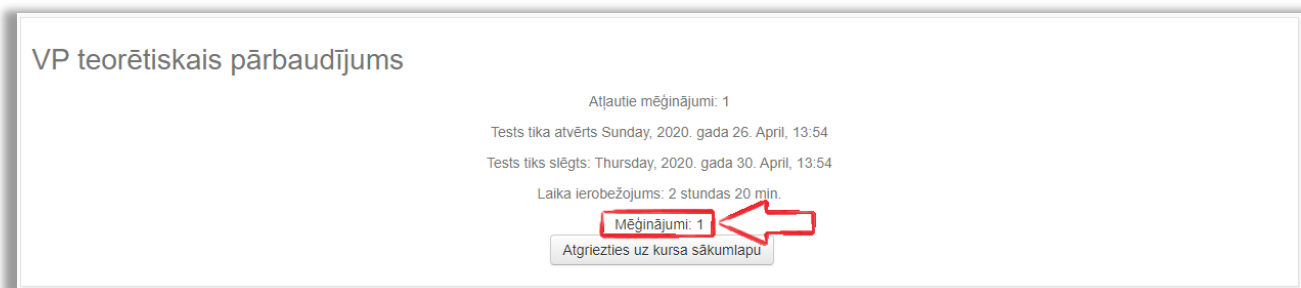 VP teorētiskais pārbaudījums
Atļautie mēģinājumi: 1
Tests tika atvērts Sunday, 2020. gada 26. April, 13:54
Tests tiks slēgts: Thursday, 2020. gada 30. April, 13:54
Laika ierobežojums: 2 stundas 20 min.
Mēģinājumi: 1
Atgriezties uz kursa sākumlapu